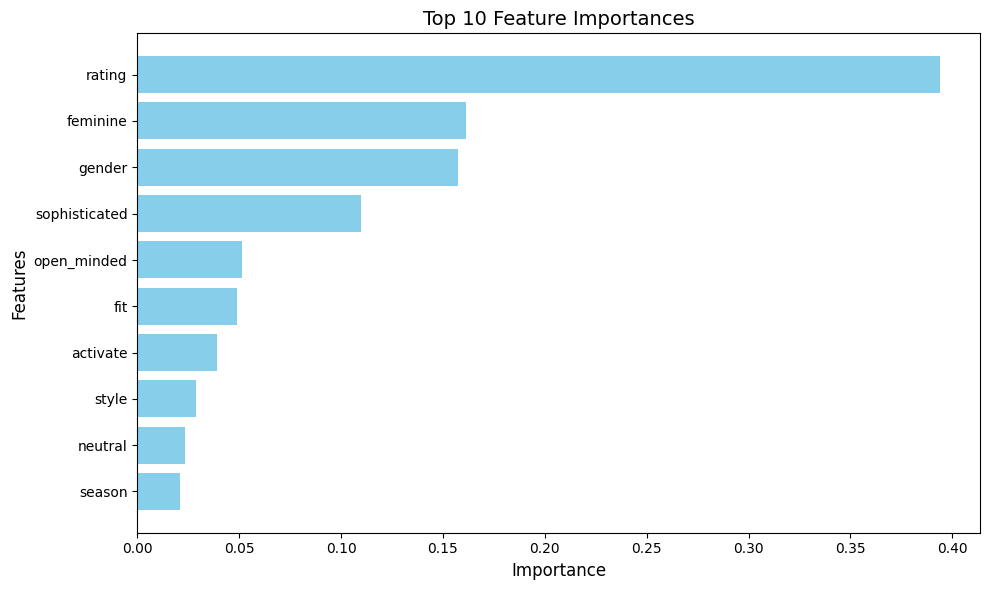 Top 10 Feature Importances
Features
rating
feminine
gender
sophisticated
open_minded
fit
activate
style
neutral
season
0.00 0.05 0.10 0.15 0.20 0.25 0.30 0.35 0.40
Importance